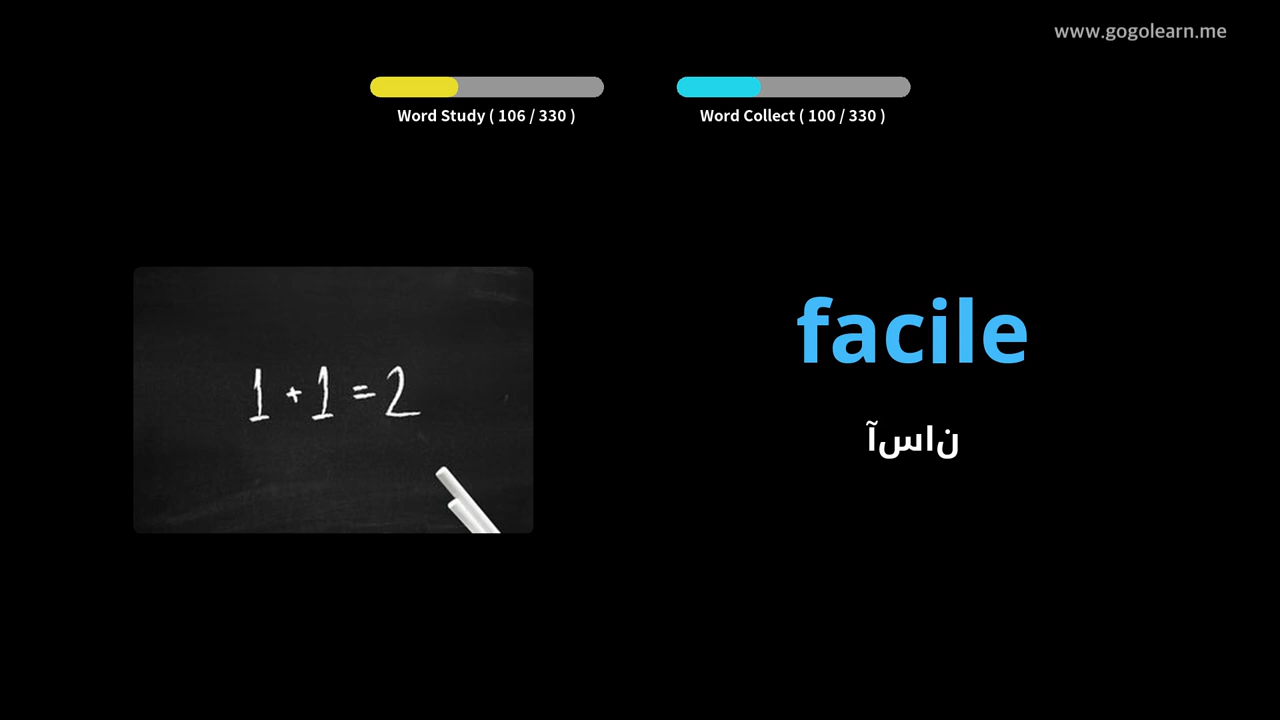 www.gogolearn.me
Word Study ( 106 / 330 )
Word Collect ( 100 / 330 )
1 + 1 = 2
facile
آسان